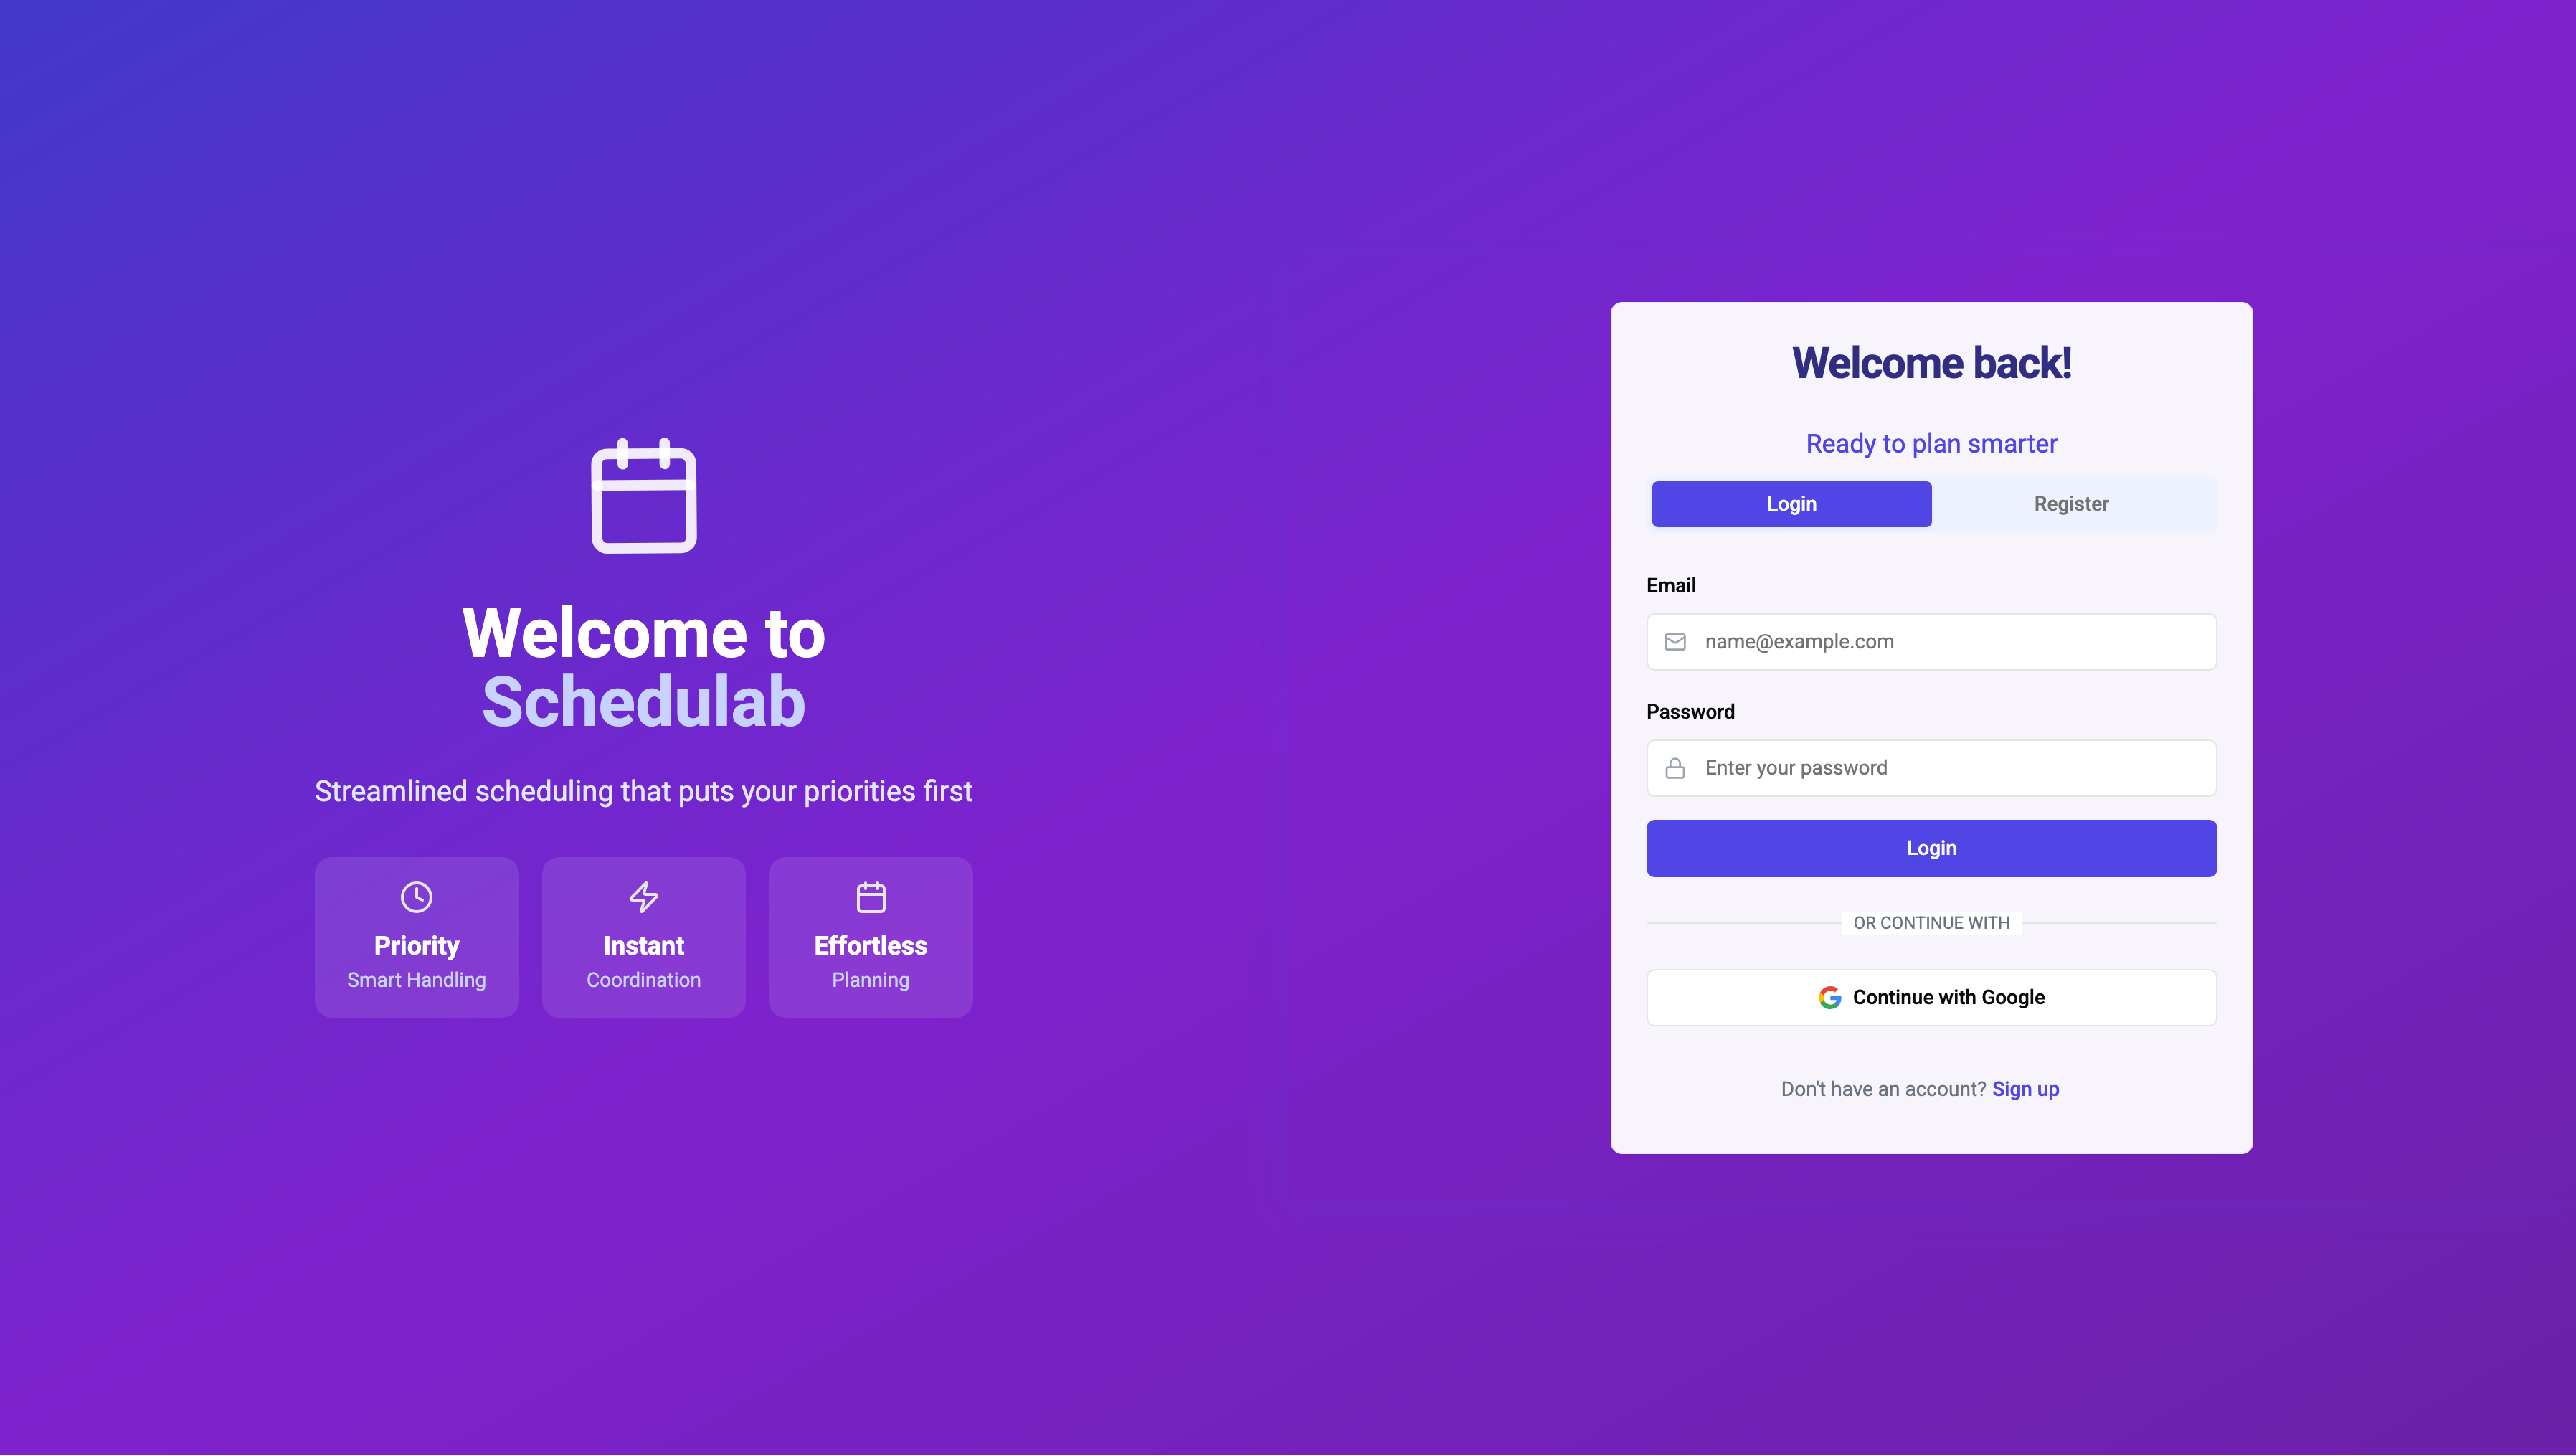 Welcome to
Schedulab
Streamlined scheduling that puts your priorities first
Priority
Smart Handling
Instant
Coordination
Effortless
Planning
Welcome back!
Ready to plan smarter
Login
Register
Email
name@example.com
Password
Enter your password
Login
OR CONTINUE WITH
Continue with Google
Don't have an account? Sign up